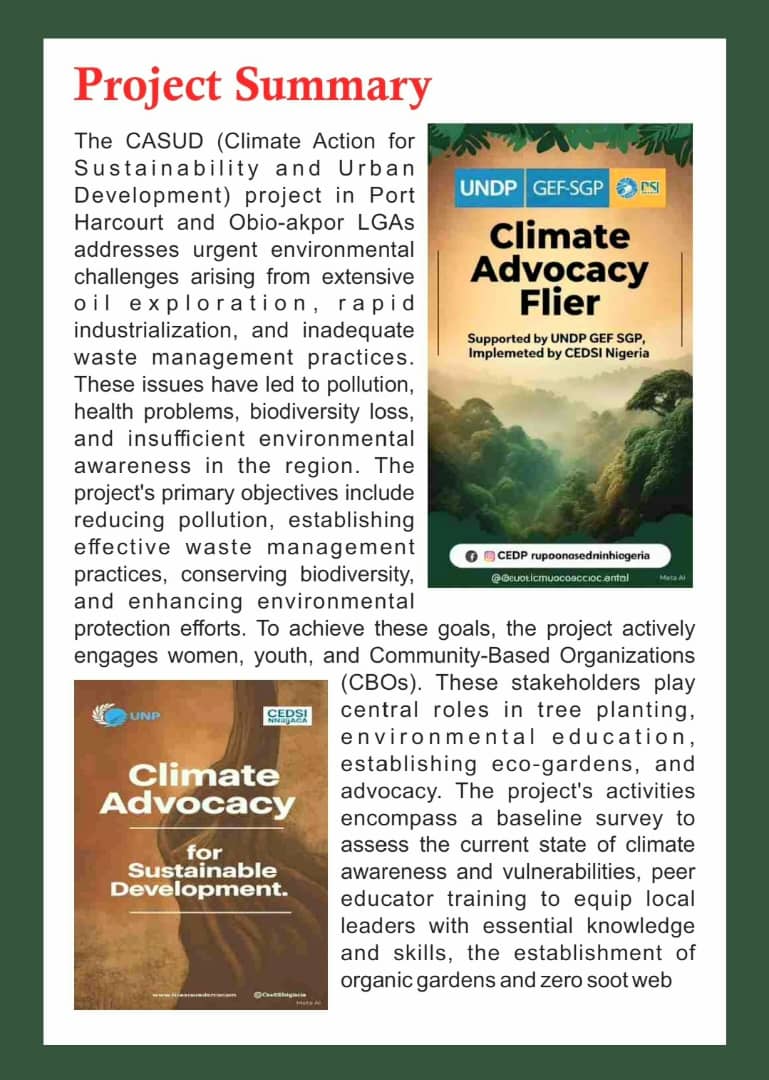 Project Summary
The CASUD (Climate Action for
Sustainability and Urban
Development) project in Port
Harcourt and Obio-akpor LGAs
addresses urgent environmental
challenges arising from extensive
oil exploration, rapid
industrialization, and inadequate
waste management practices.
These issues have led to pollution,
health problems, biodiversity loss,
and insufficient environmental
awareness in the region. The
project's primary objectives include
reducing pollution, establishing
effective waste management
practices, conserving biodiversity,
and enhancing environmental
protection efforts. To achieve these goals, the project actively
engages women, youth, and Community-Based Organizations
(CBOs). These stakeholders play
central roles in tree planting,
environmental education,
establishing eco-gardens, and
advocacy. The project's activities
encompass a baseline survey to
assess the current state of climate
awareness and vulnerabilities, peer
educator training to equip local
leaders with essential knowledge
and skills, the establishment of
organic gardens and zero soot web
UNDP GEF-SGP
Climate
Advocacy
Flier
Supported by UNDP GEF SGP,
Implemeted by CEDSI Nigeria
CEDP rupoonasedninhiogeria
Meta AI
UNP
CEDSI
Climate
Advocacy
for
Sustainable
Development.
Meta AI